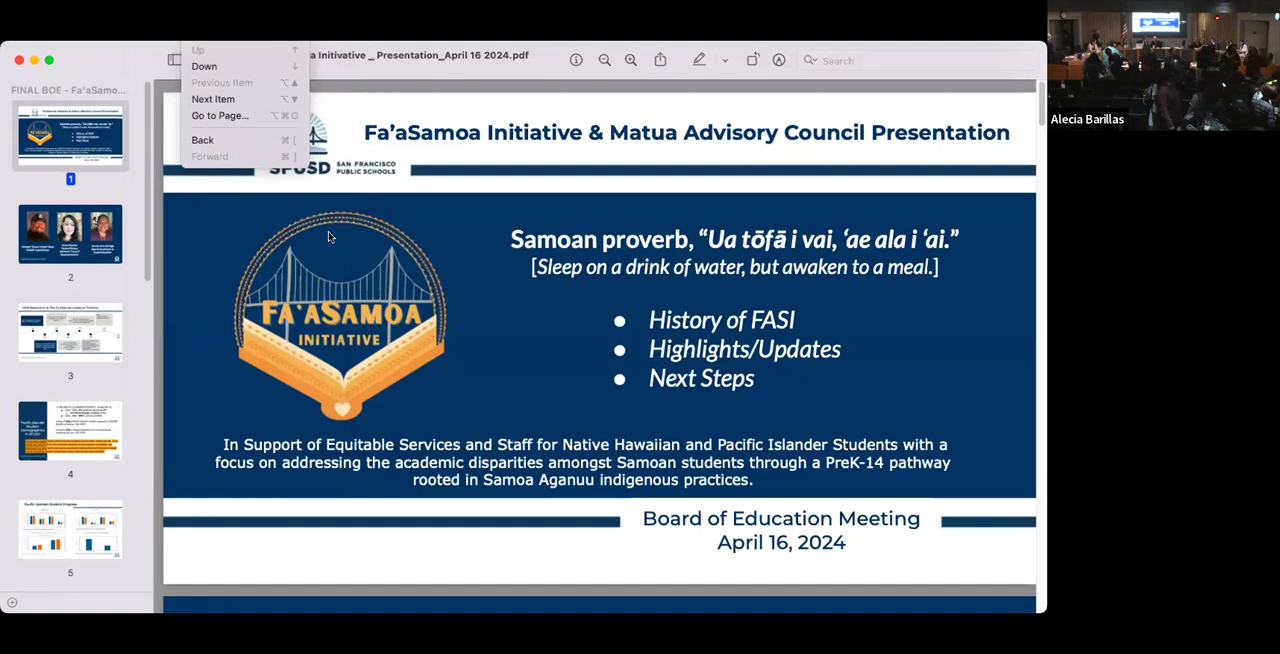 Up ↑
Down ↓
Previous Item ⌥▲
Next Item ⌥▼
Go to Page... ⌥⌘G
Back ⌘[
Forward ⌘]
a Initivative _ Presentation_April 16 2024.pdf
Search
FINAL BOE - Fa'aSamo...
1
2
3
4
Pacific Islander Student Progress
5
SFUSD
SAN FRANCISCO
PUBLIC SCHOOLS
Fa'aSamoa Initiative & Matua Advisory Council Presentation
FA'ASAMOA
INITIATIVE
Samoan proverb, “Ua tōfā i vai, ‘ae ala i ‘ai.”
[Sleep on a drink of water, but awaken to a meal.]
● History of FASI
● Highlights/Updates
● Next Steps
In Support of Equitable Services and Staff for Native Hawaiian and Pacific Islander Students with a
focus on addressing the academic disparities amongst Samoan students through a PreK-14 pathway
rooted in Samoa Aganuu indigenous practices.
Board of Education Meeting
April 16, 2024
Alecia Barillas